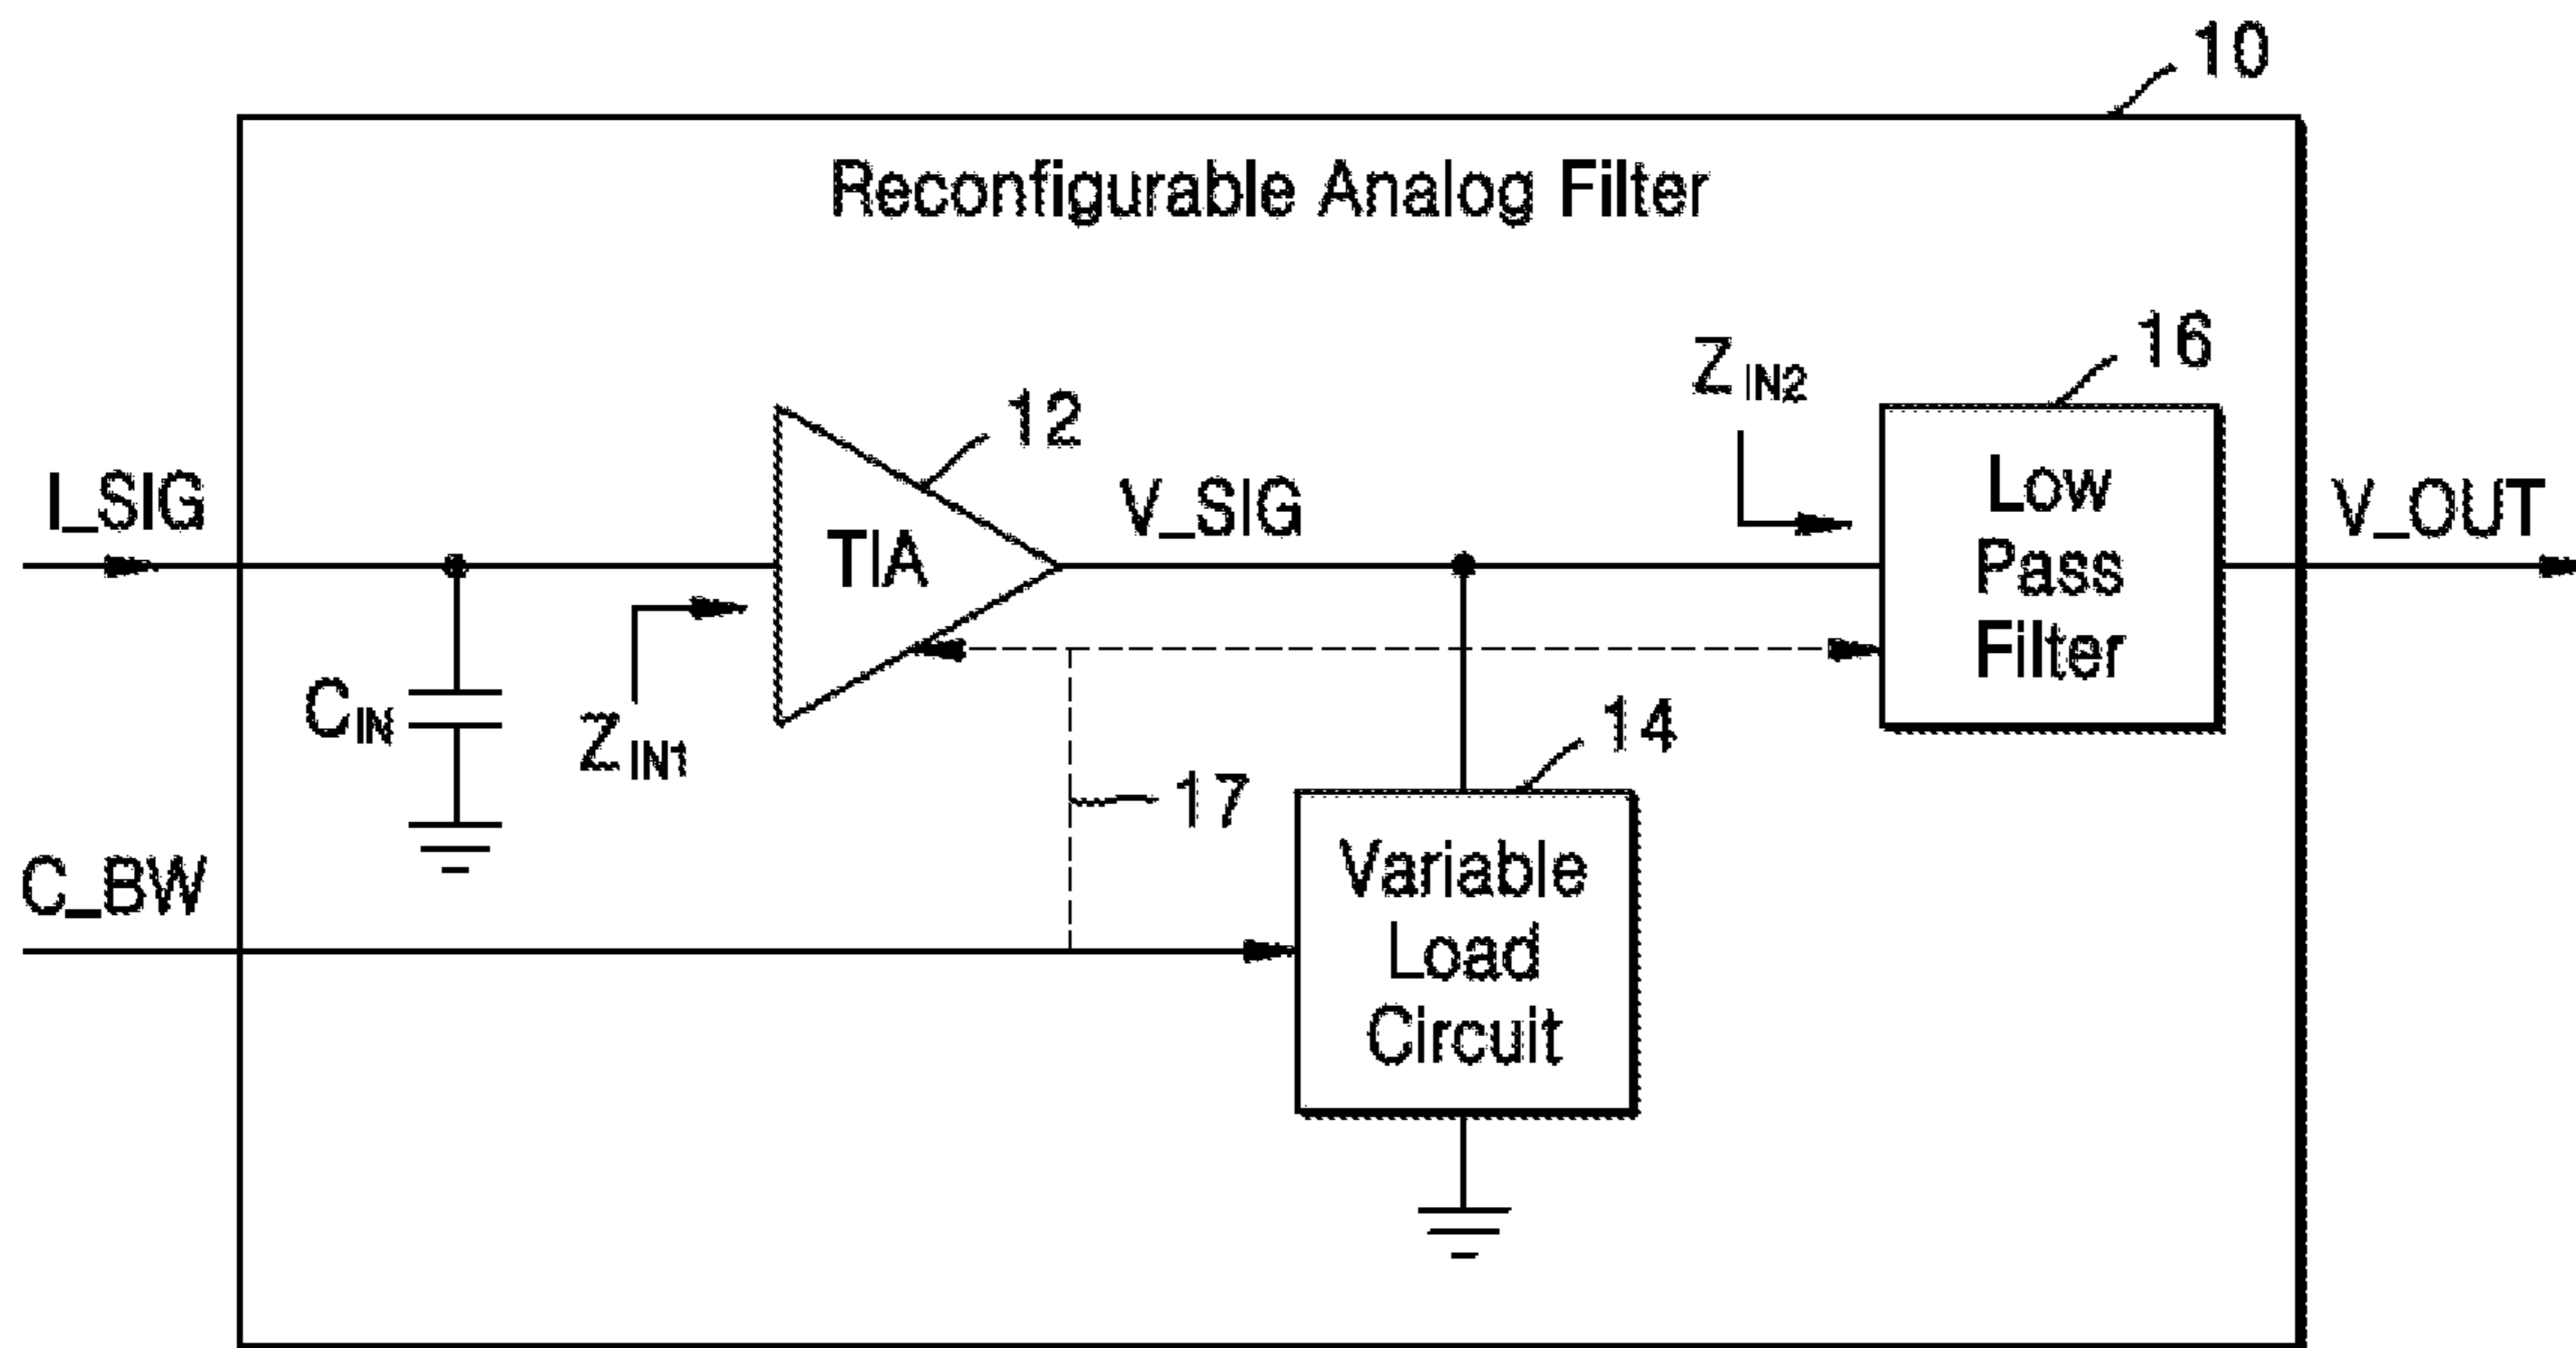 10
Reconfigurable Analog Filter
16
Z IN2
12
I_SIG
V_SIG
Low
Pass
Filter
V_OUT
TIA
C IN
Z IN1
14
17
C_BW
Variable
Load
Circuit